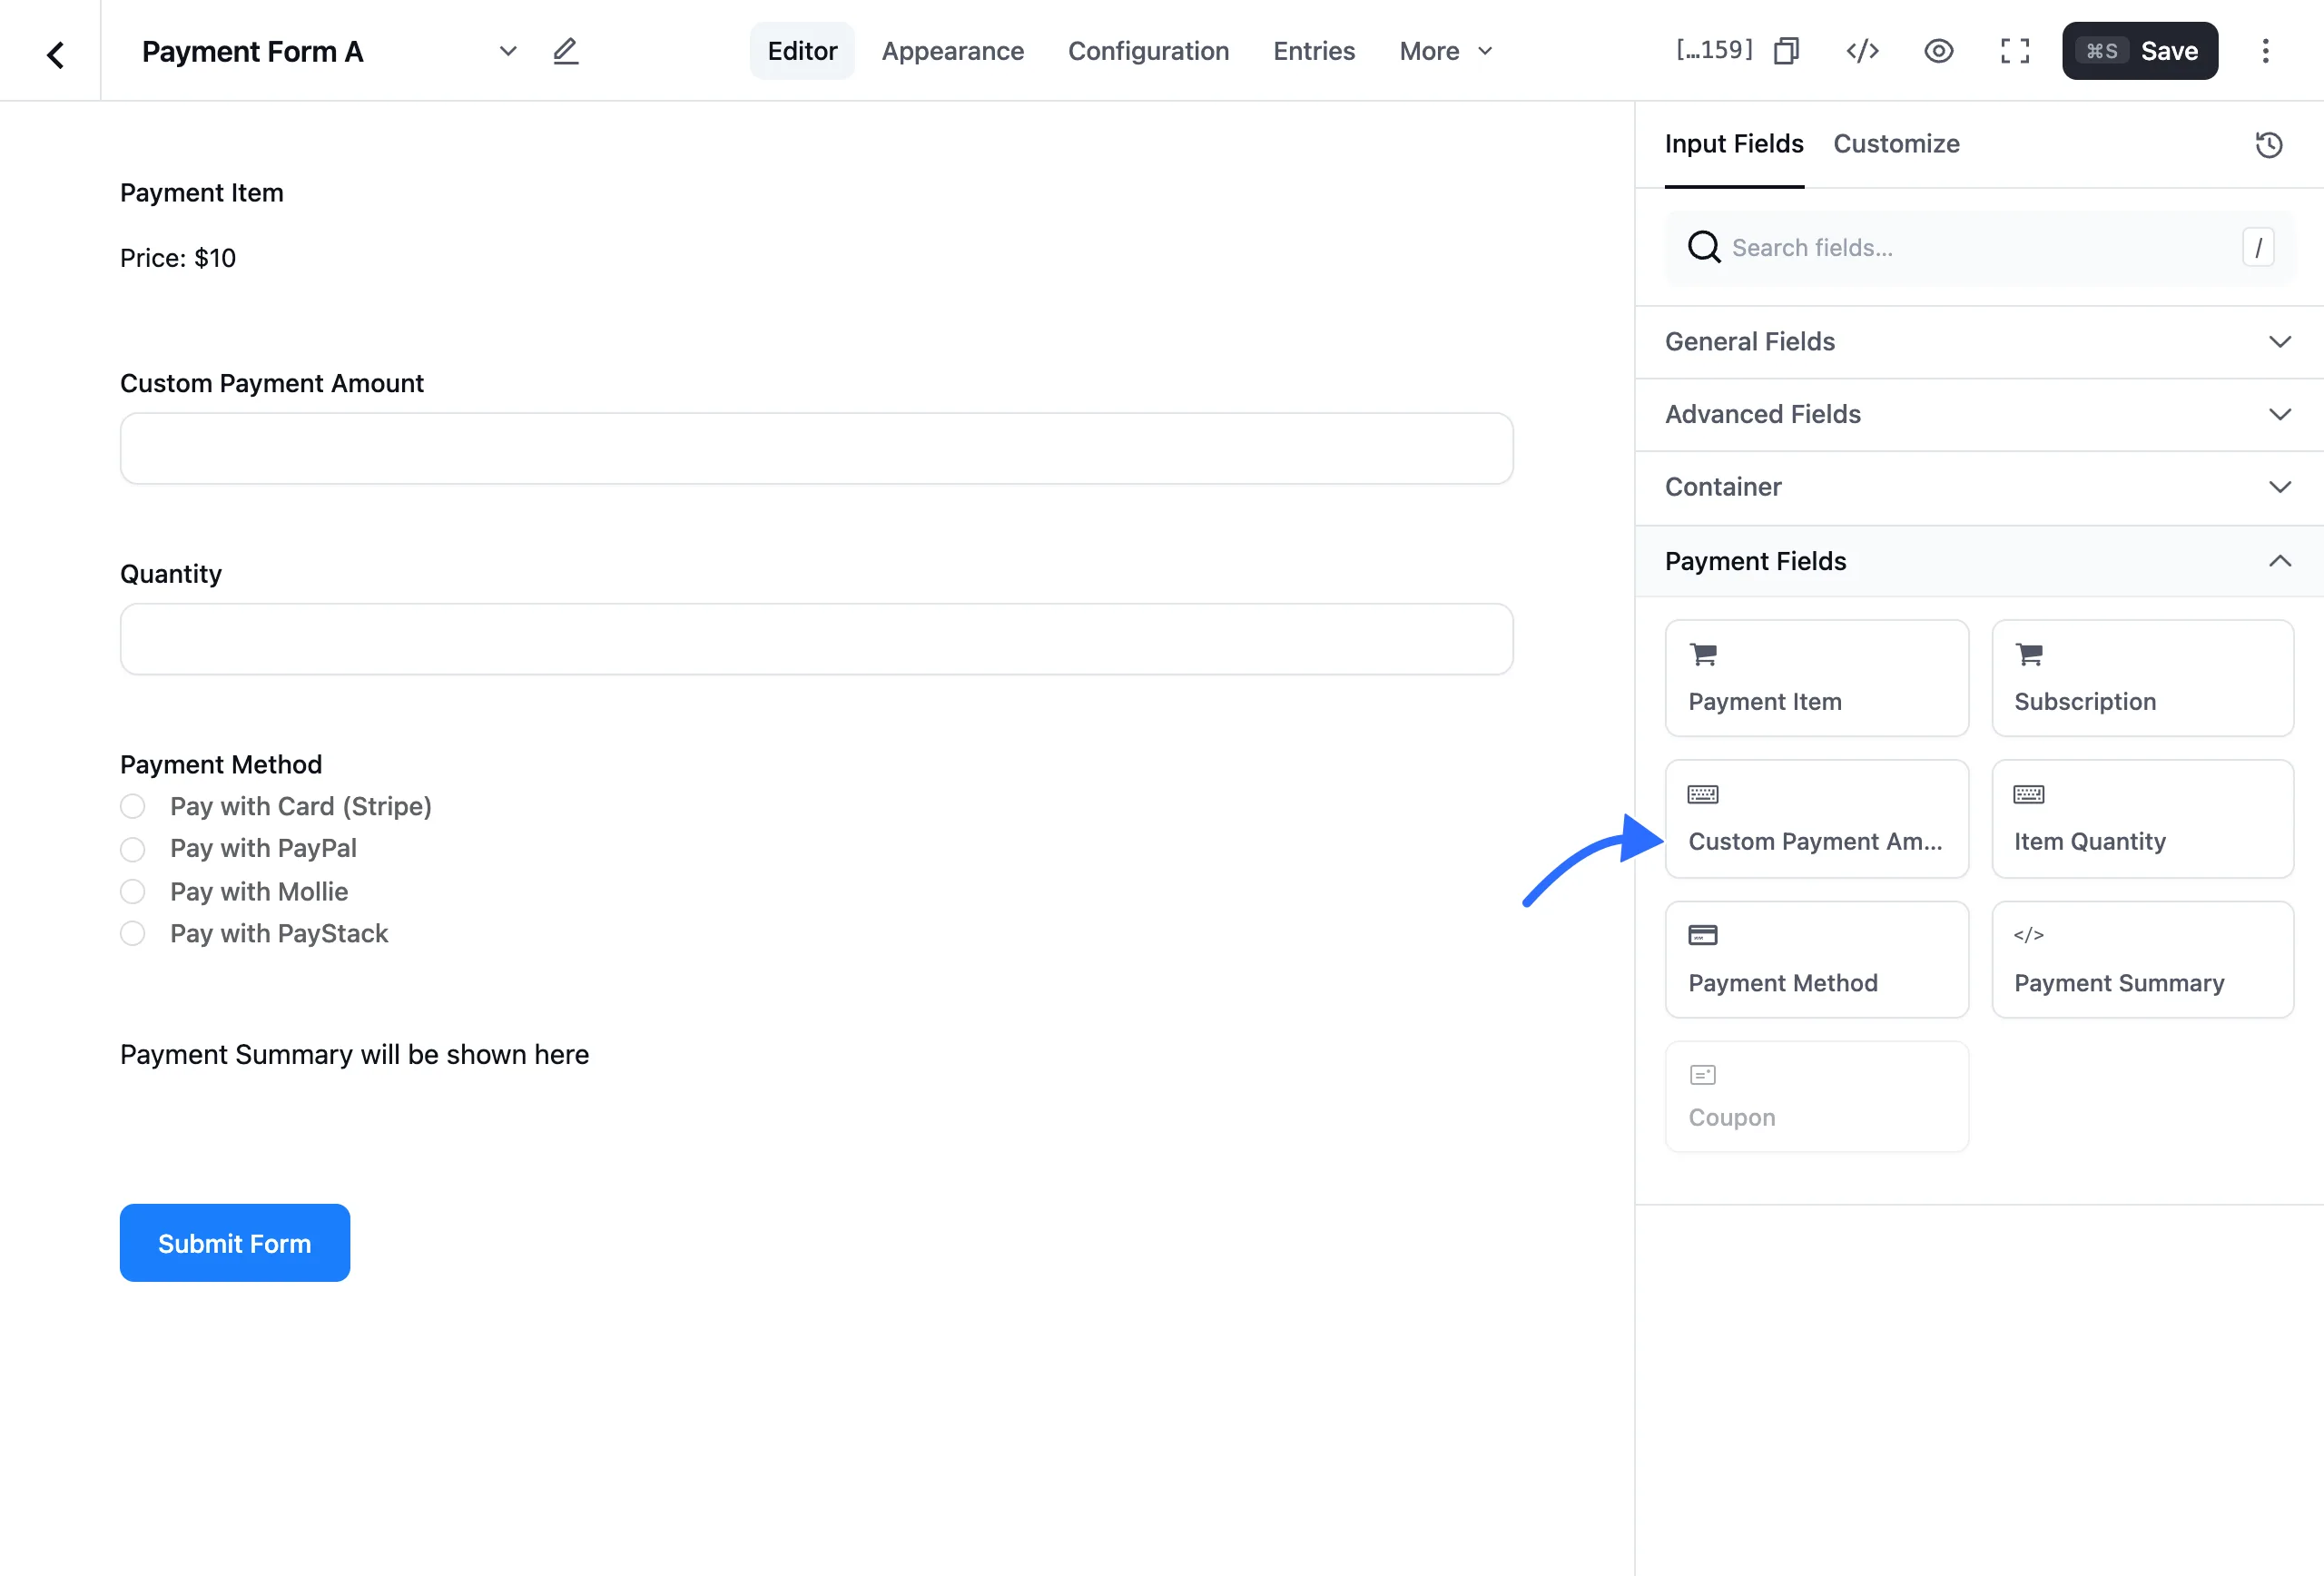 Payment Form A
Editor
Appearance
Configuration
Entries
More
[...159]
</>
⌘S Save
Payment Item
Price: $10
Custom Payment Amount
Quantity
Payment Method
Pay with Card (Stripe)
Pay with PayPal
Pay with Mollie
Pay with PayStack
Payment Summary will be shown here
Submit Form
Input Fields
Customize
Search fields...
/
General Fields
Advanced Fields
Container
Payment Fields
Payment Item
Subscription
Custom Payment Am...
Item Quantity
Payment Method
</>
Payment Summary
Coupon